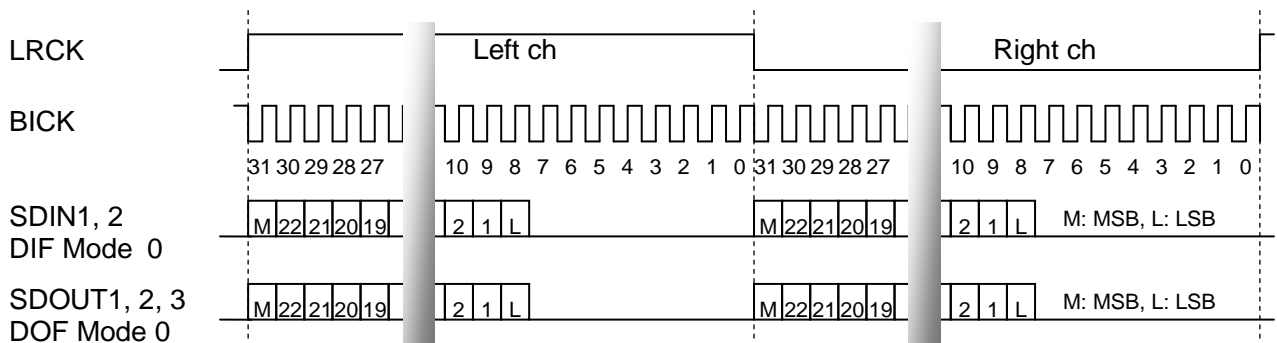 LRCK Left ch Right ch
BICK
31 30 29 28 27 10 9 8 7 6 5 4 3 2 1 0 31 30 29 28 27 10 9 8 7 6 5 4 3 2 1 0
SDIN1, 2
DIF Mode 0
M 22 21 20 19 2 1 L M 22 21 20 19 2 1 L M: MSB, L: LSB
SDOUT1, 2, 3
DOF Mode 0
M 22 21 20 19 2 1 L M 22 21 20 19 2 1 L M: MSB, L: LSB